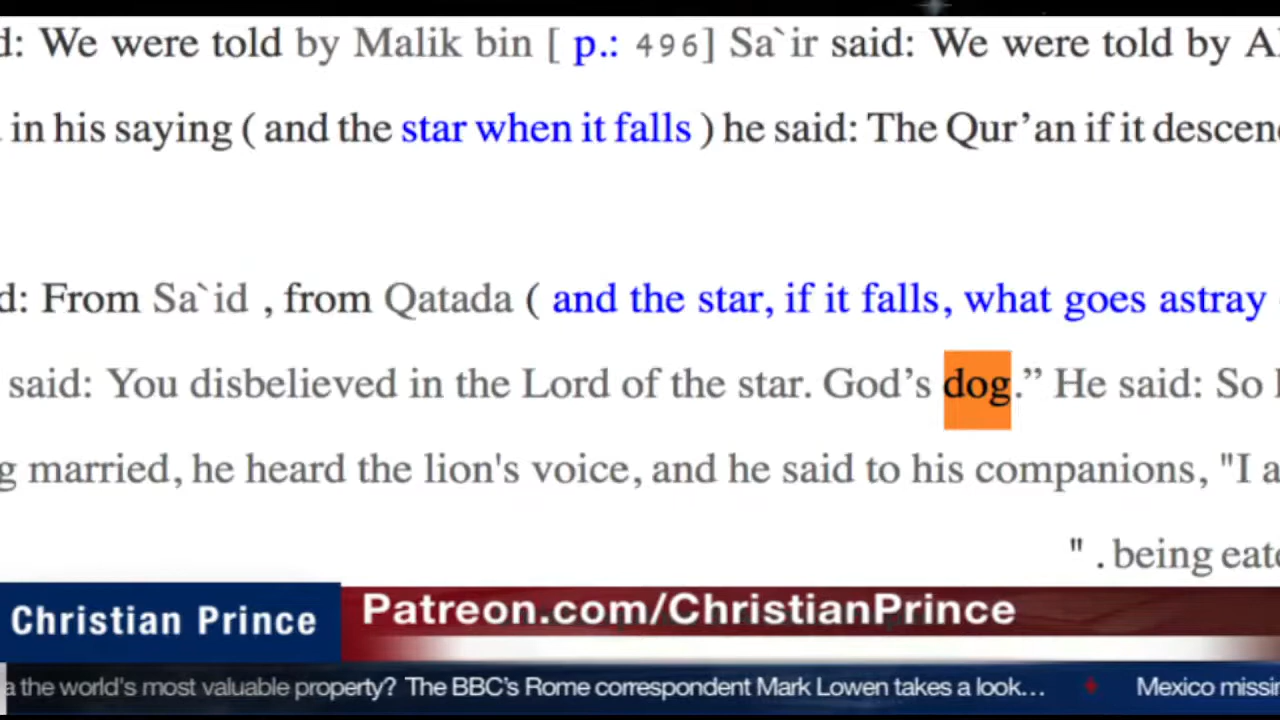 d: We were told by Malik bin [ p.: 496] Sa`ir said: We were told by
in his saying ( and the star when it falls ) he said: The Qur’an if it descen
d: From Sa`id , from Qatada ( and the star, if it falls, what goes astray
said: You disbelieved in the Lord of the star. God’s dog.” He said: So
g married, he heard the lion's voice, and he said to his companions, "I a
" . being eate
Christian Prince
Patreon.com/ChristianPrince
a the world's most valuable property? The BBC's Rome correspondent Mark Lowen takes a look... Mexico missin